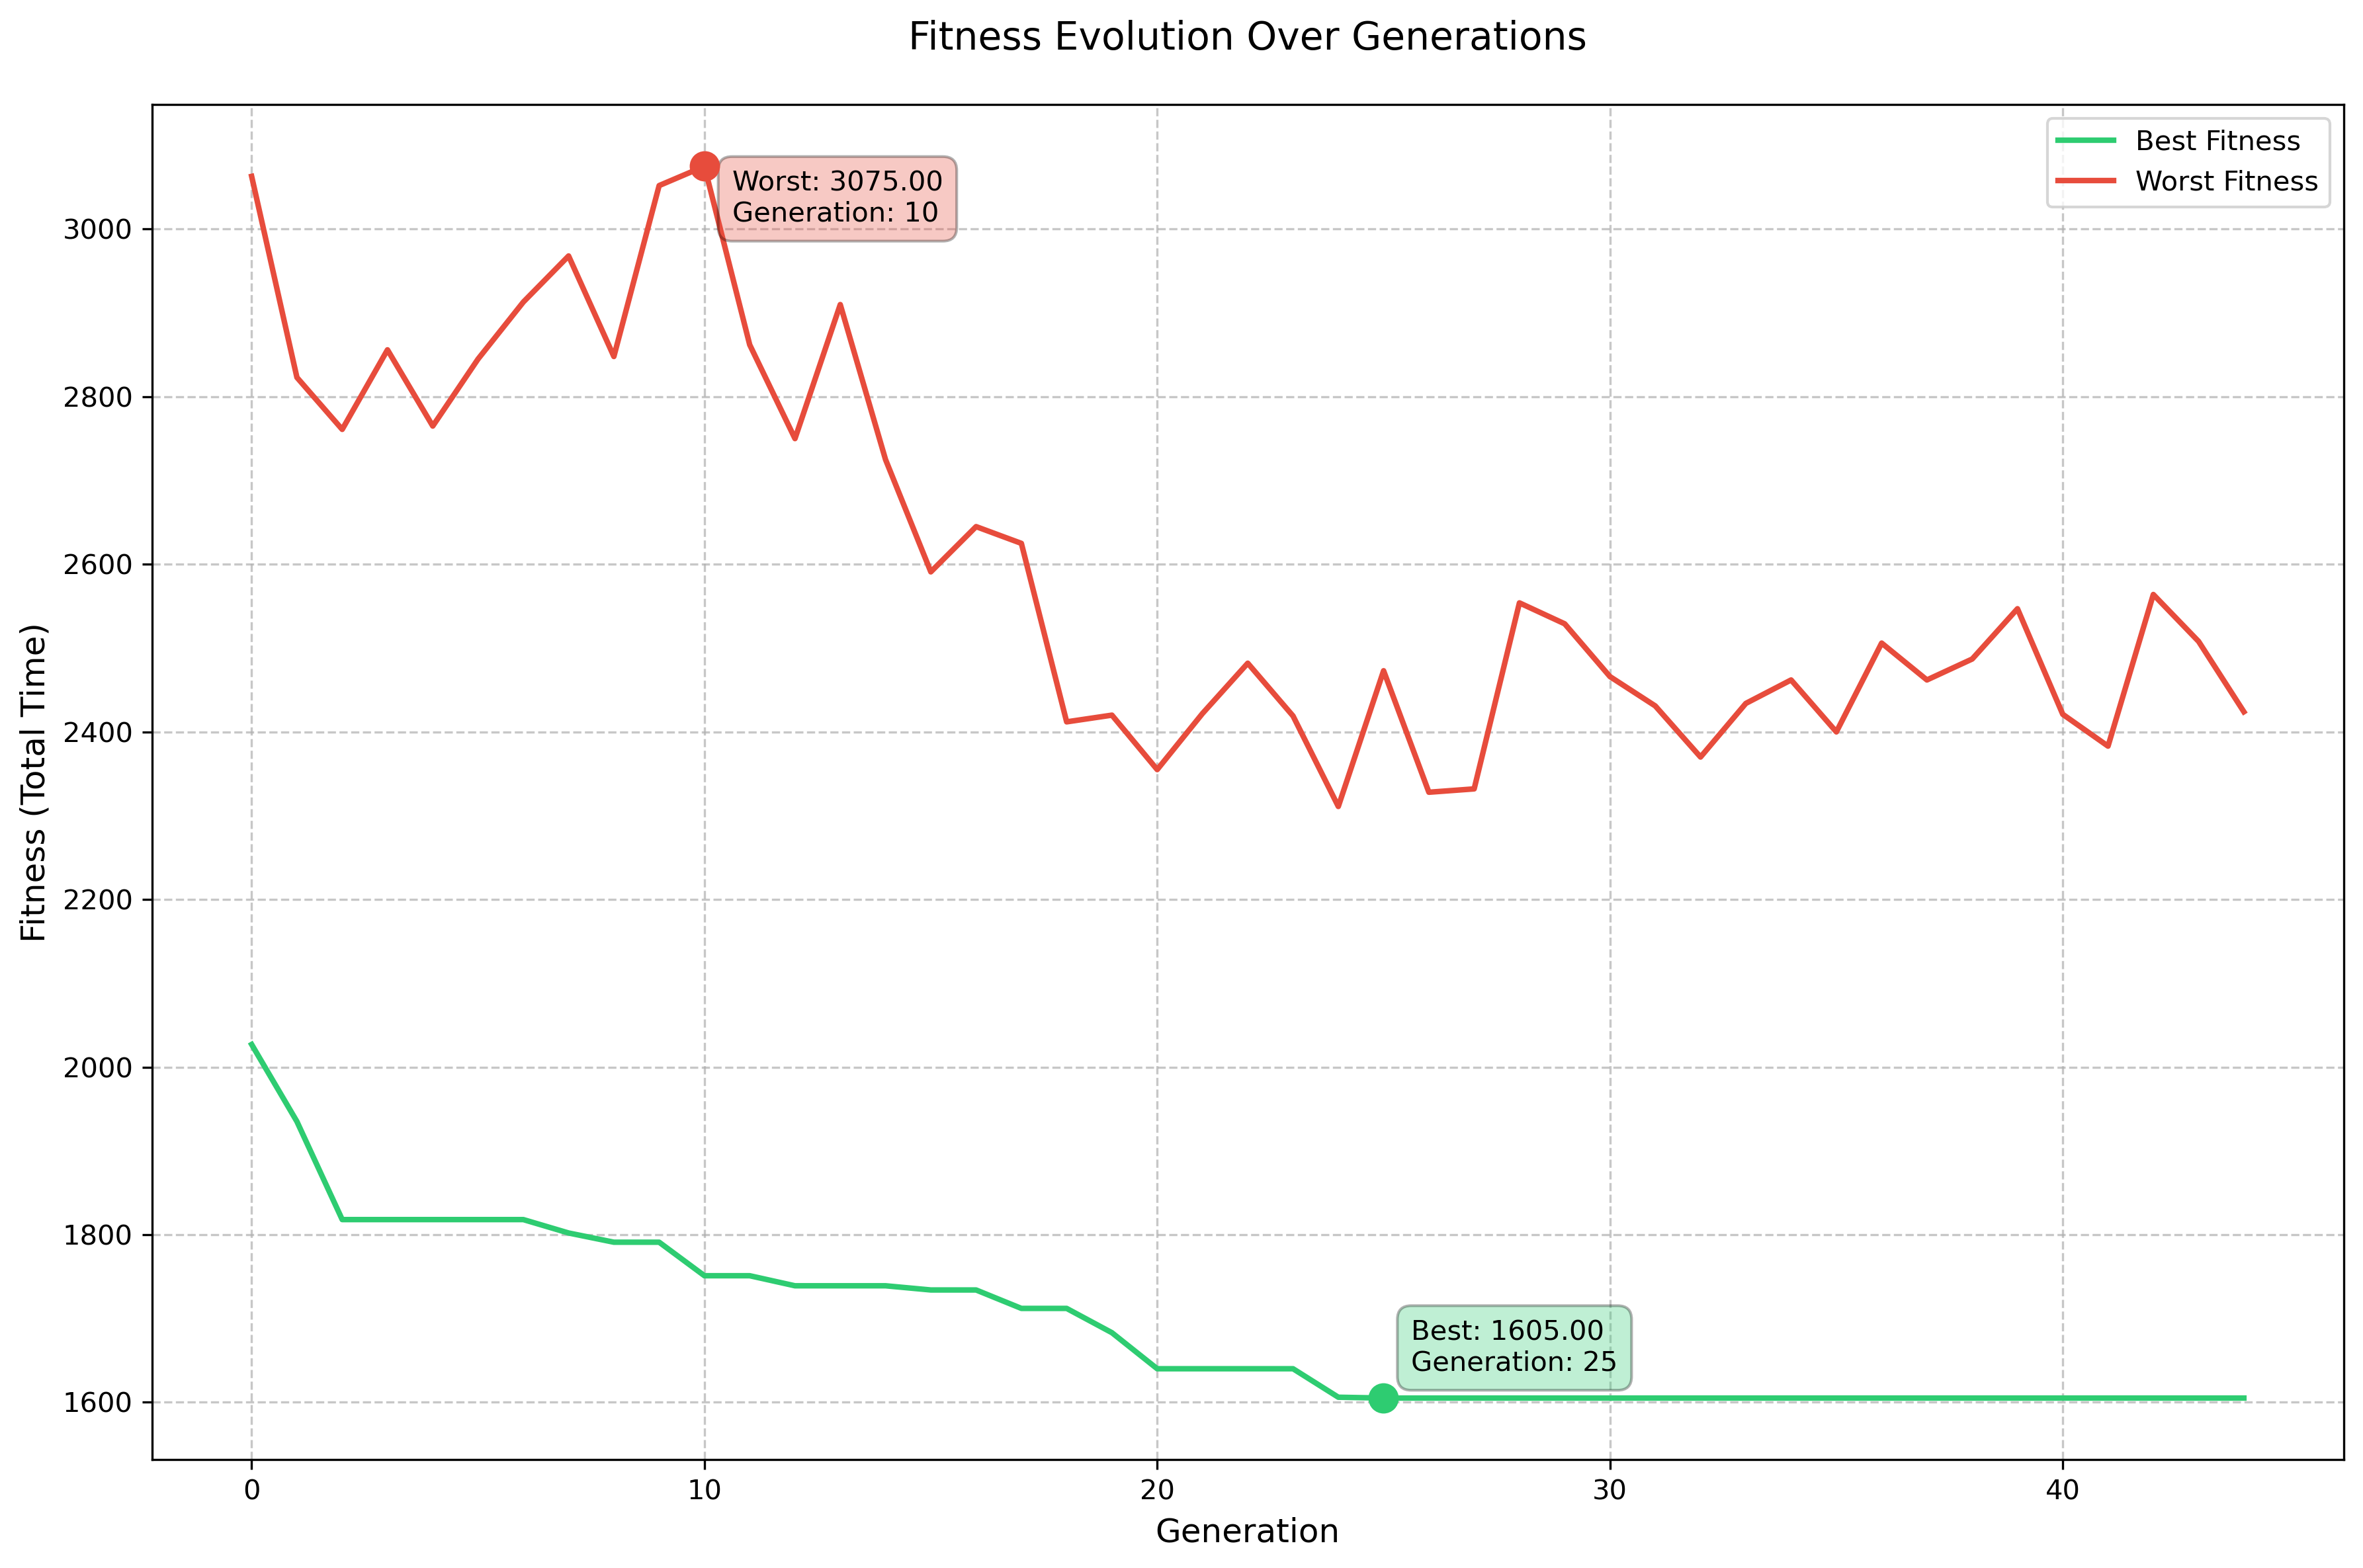 Fitness Evolution Over Generations
Best Fitness
Worst Fitness
Worst: 3075.00
Generation: 10
3000
2800
2600
2400
2200
2000
1800
1600
Fitness (Total Time)
Best: 1605.00
Generation: 25
0
10
20
30
40
Generation